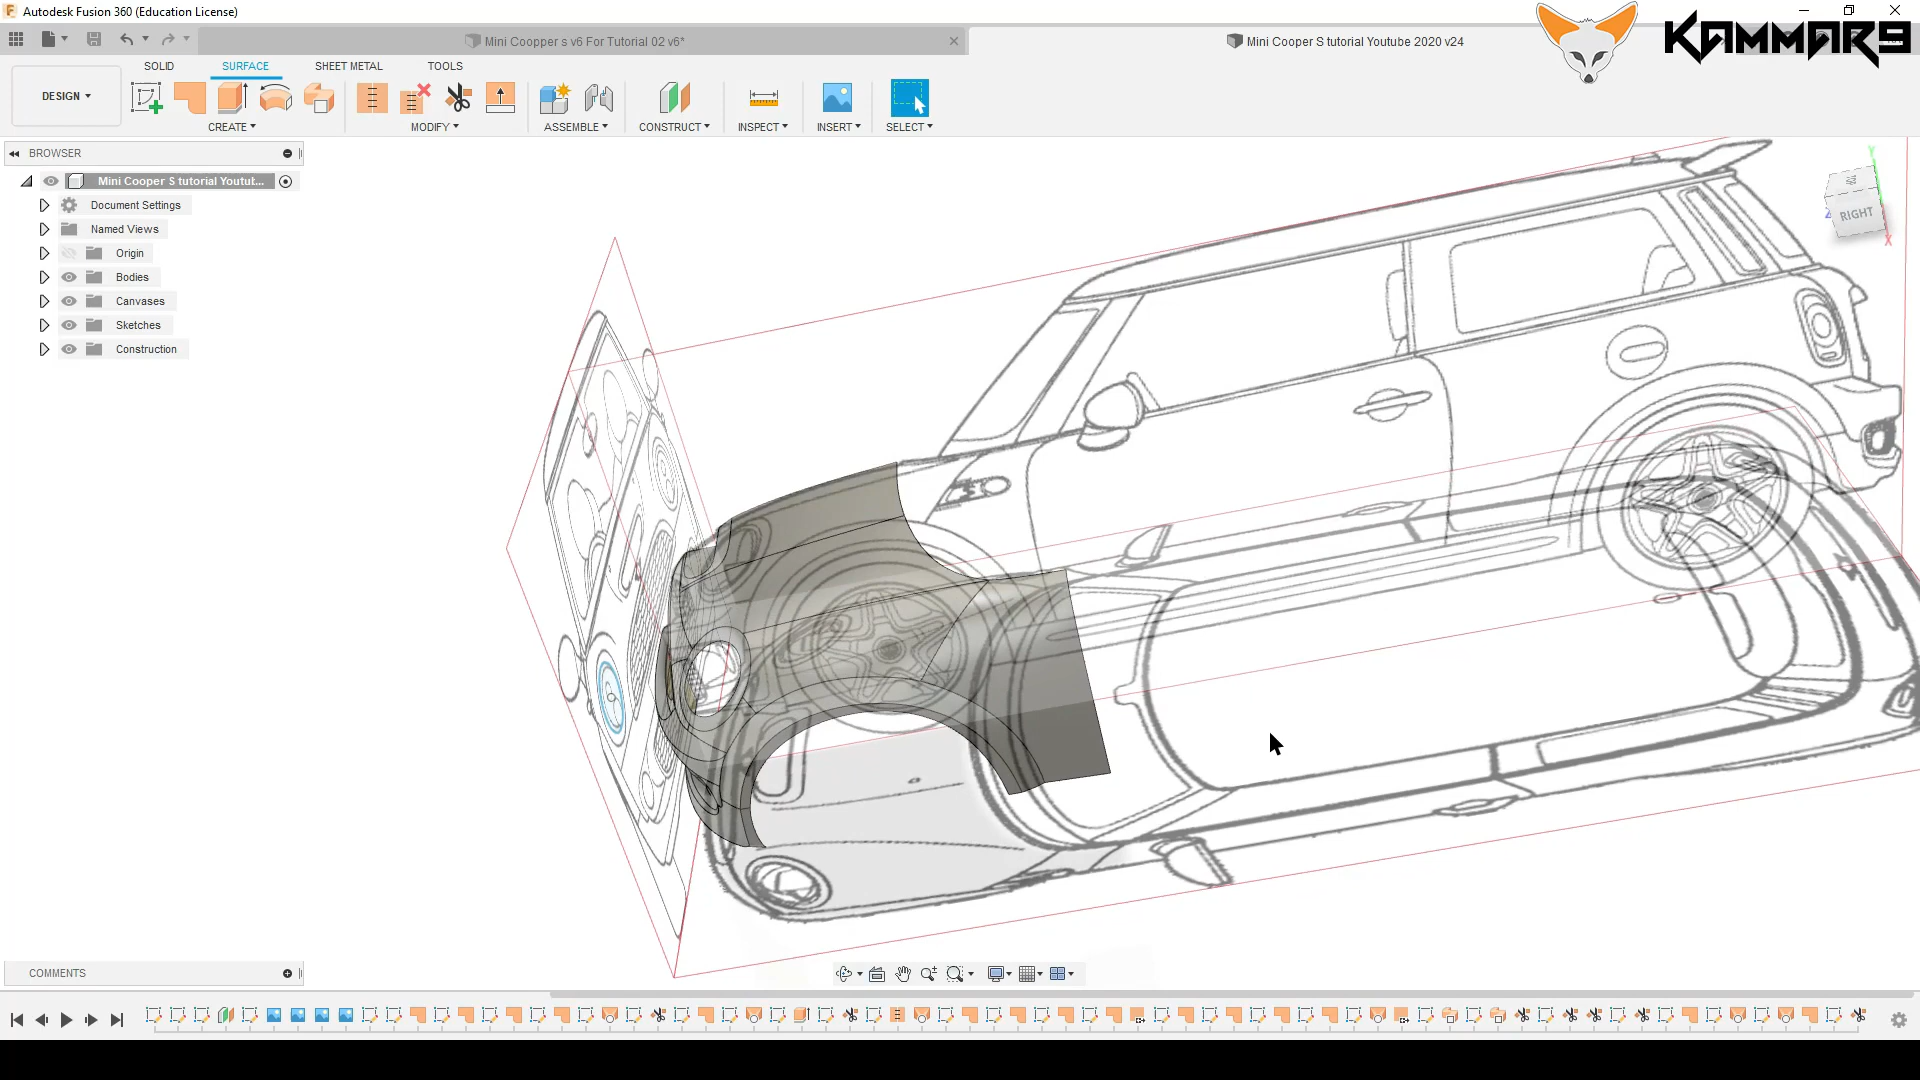 Autodesk Fusion 360 (Education License)
KAMMAR9
Mini Coopper s v6 For Tutorial 02 v6*
Mini Cooper S tutorial Youtube 2020 v24
SOLID
SURFACE
SHEET METAL
TOOLS
DESIGN
CREATE
MODIFY
ASSEMBLE
CONSTRUCT
INSPECT
INSERT
SELECT
BROWSER
Mini Cooper S tutorial Youtut...
Document Settings
Named Views
Origin
Bodies
Canvases
Sketches
Construction
Y
RIGHT
Z
X
COMMENTS